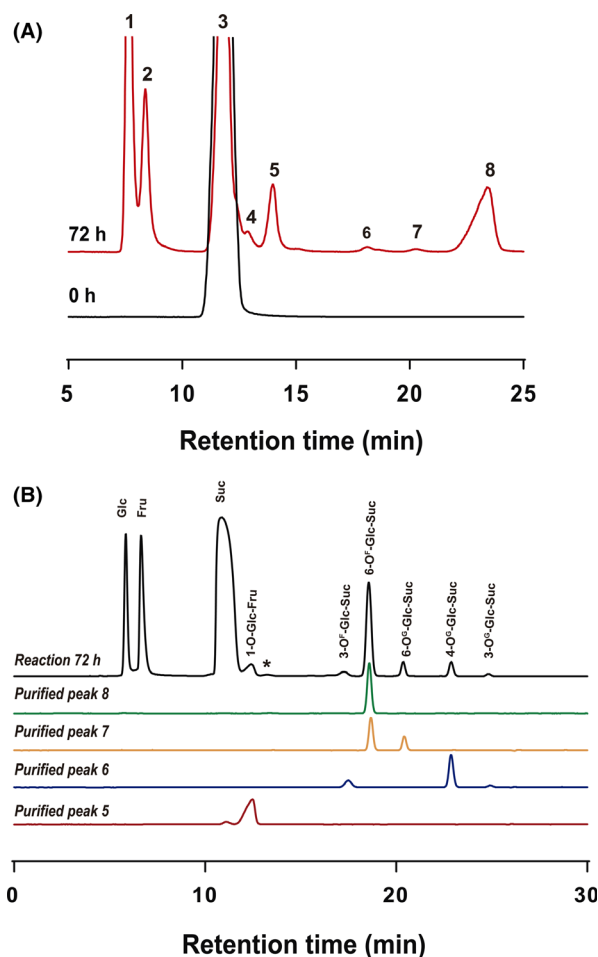 (A)
1
2
3
4
5
6
7
8
72 h
0 h
5 10 15 20 25
Retention time (min)
(B)
Glc
Fru
Suc
1-O-Glc-Fru
*
3-Oᶠ-Glc-Suc
6-Oᶠ-Glc-Suc
6-Oᴳ-Glc-Suc
4-Oᴳ-Glc-Suc
3-Oᴳ-Glc-Suc
Reaction 72 h
Purified peak 8
Purified peak 7
Purified peak 6
Purified peak 5
0 10 20 30
Retention time (min)